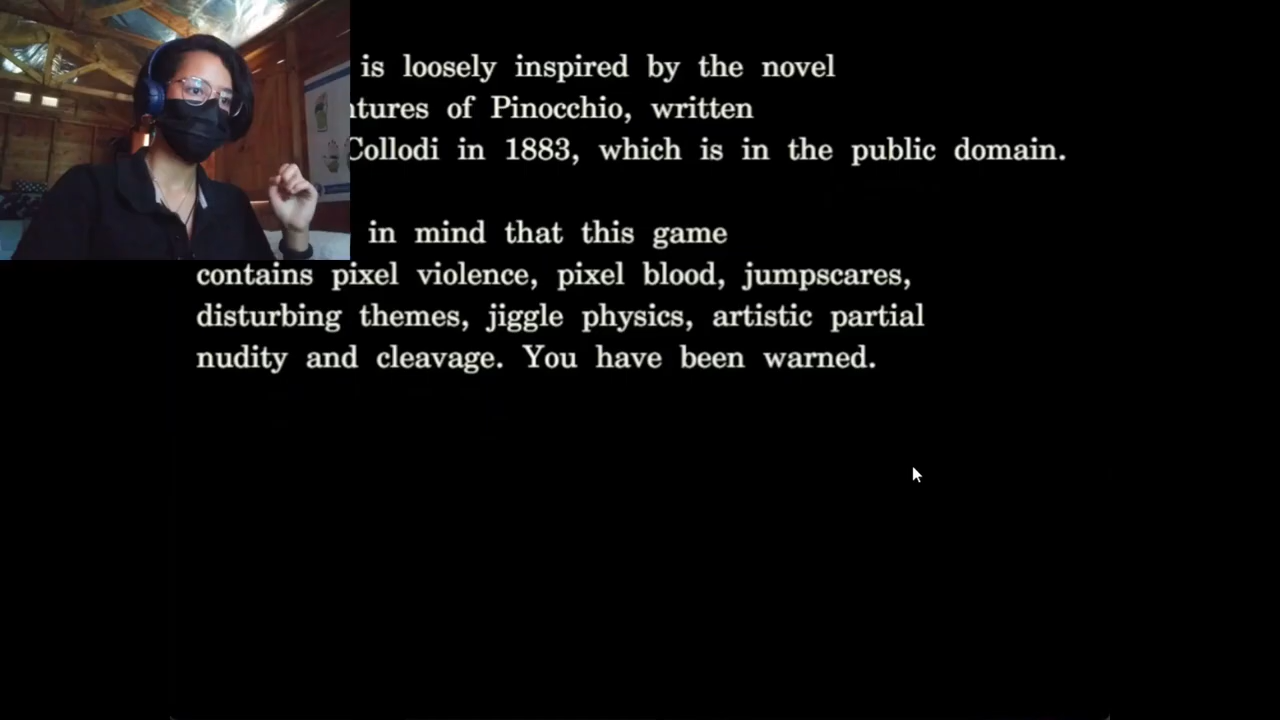 is loosely inspired by the novel
ntures of Pinocchio, written
Collodi in 1883, which is in the public domain.
in mind that this game
contains pixel violence, pixel blood, jumpscares,
disturbing themes, jiggle physics, artistic partial
nudity and cleavage. You have been warned.